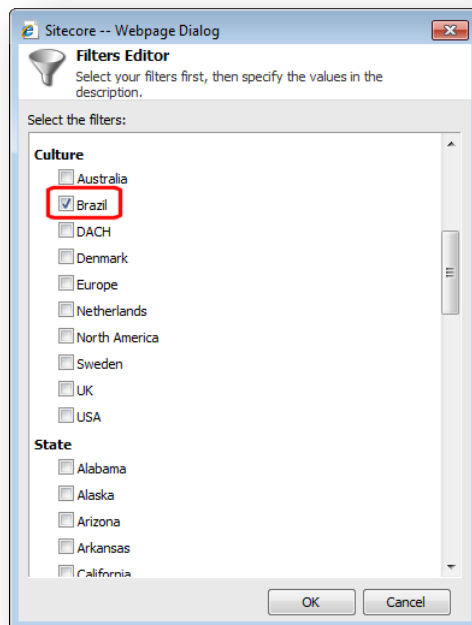 Sitecore -- Webpage Dialog
Filters Editor
Select your filters first, then specify the values in the
description.
Select the filters:
Culture
Australia
Brazil
DACH
Denmark
Europe
Netherlands
North America
Sweden
UK
USA
State
Alabama
Alaska
Arizona
Arkansas
California
OK
Cancel